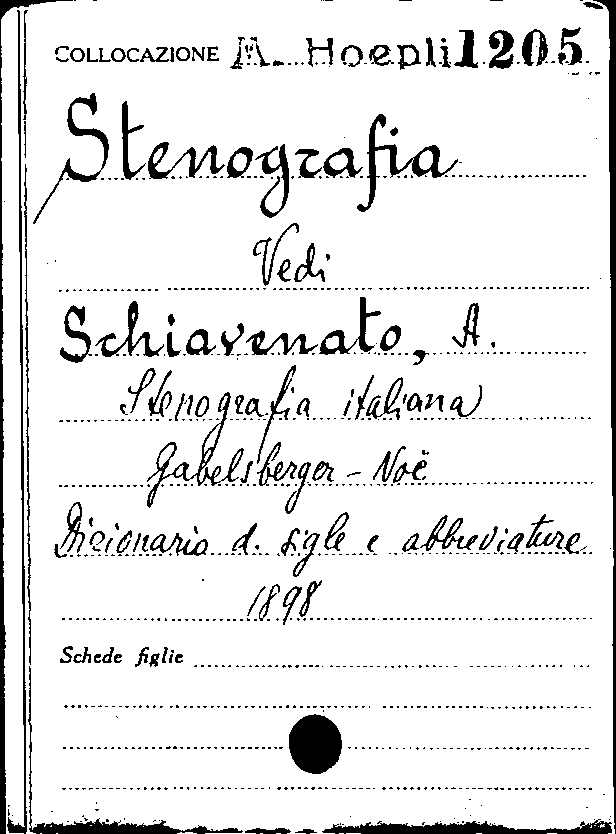 COLLOCAZIONE M. Hoepli 1205
Stenografia
Vedi
Schiavenato, A.
Stenografia italiana
Gabelsberger - Noë
Dizionario d. sigle e abbreviature
1898
Schede figlie